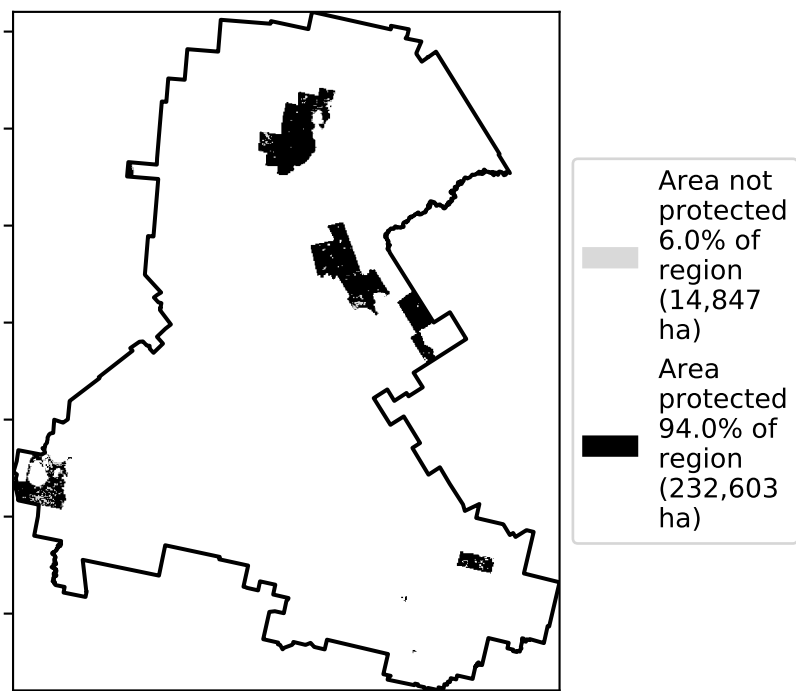 Area not
protected
6.0% of
region
(14,847
ha)
Area
protected
94.0% of
region
(232,603
ha)